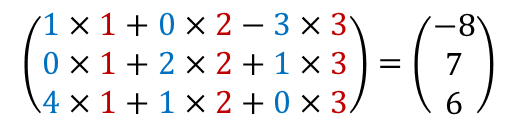 1 × 1 + 0 × 2 − 3 × 3 −8
0 × 1 + 2 × 2 + 1 × 3 = 7
4 × 1 + 1 × 2 + 0 × 3 6